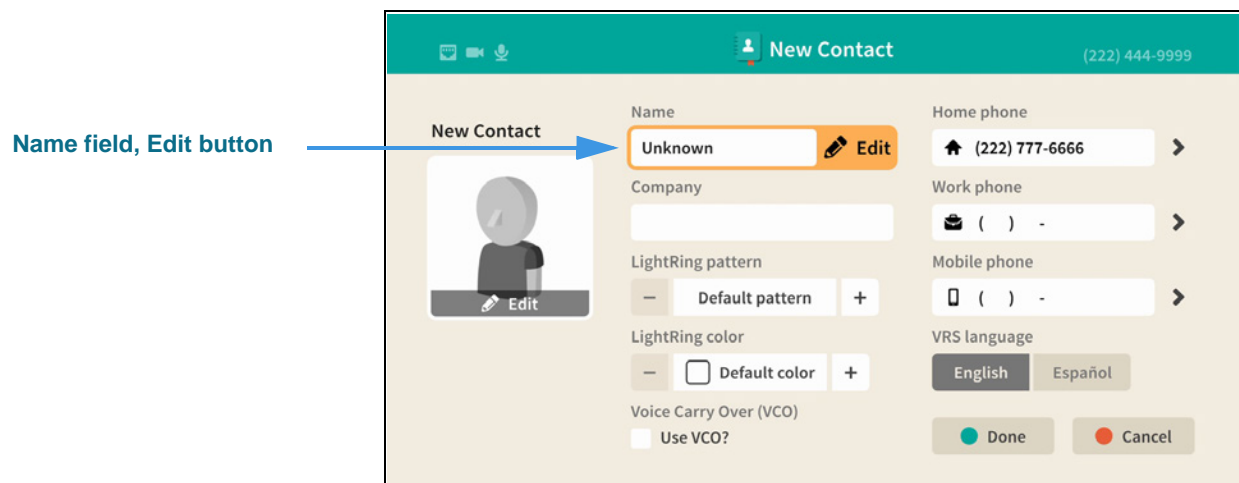 New Contact
(222) 444-9999
Name field, Edit button
New Contact
Edit
Name
Unknown
Edit
Company
LightRing pattern
− Default pattern +
LightRing color
− Default color +
Voice Carry Over (VCO)
Use VCO?
Home phone
(222) 777-6666
Work phone
( ) -
Mobile phone
( ) -
VRS language
English Español
Done Cancel